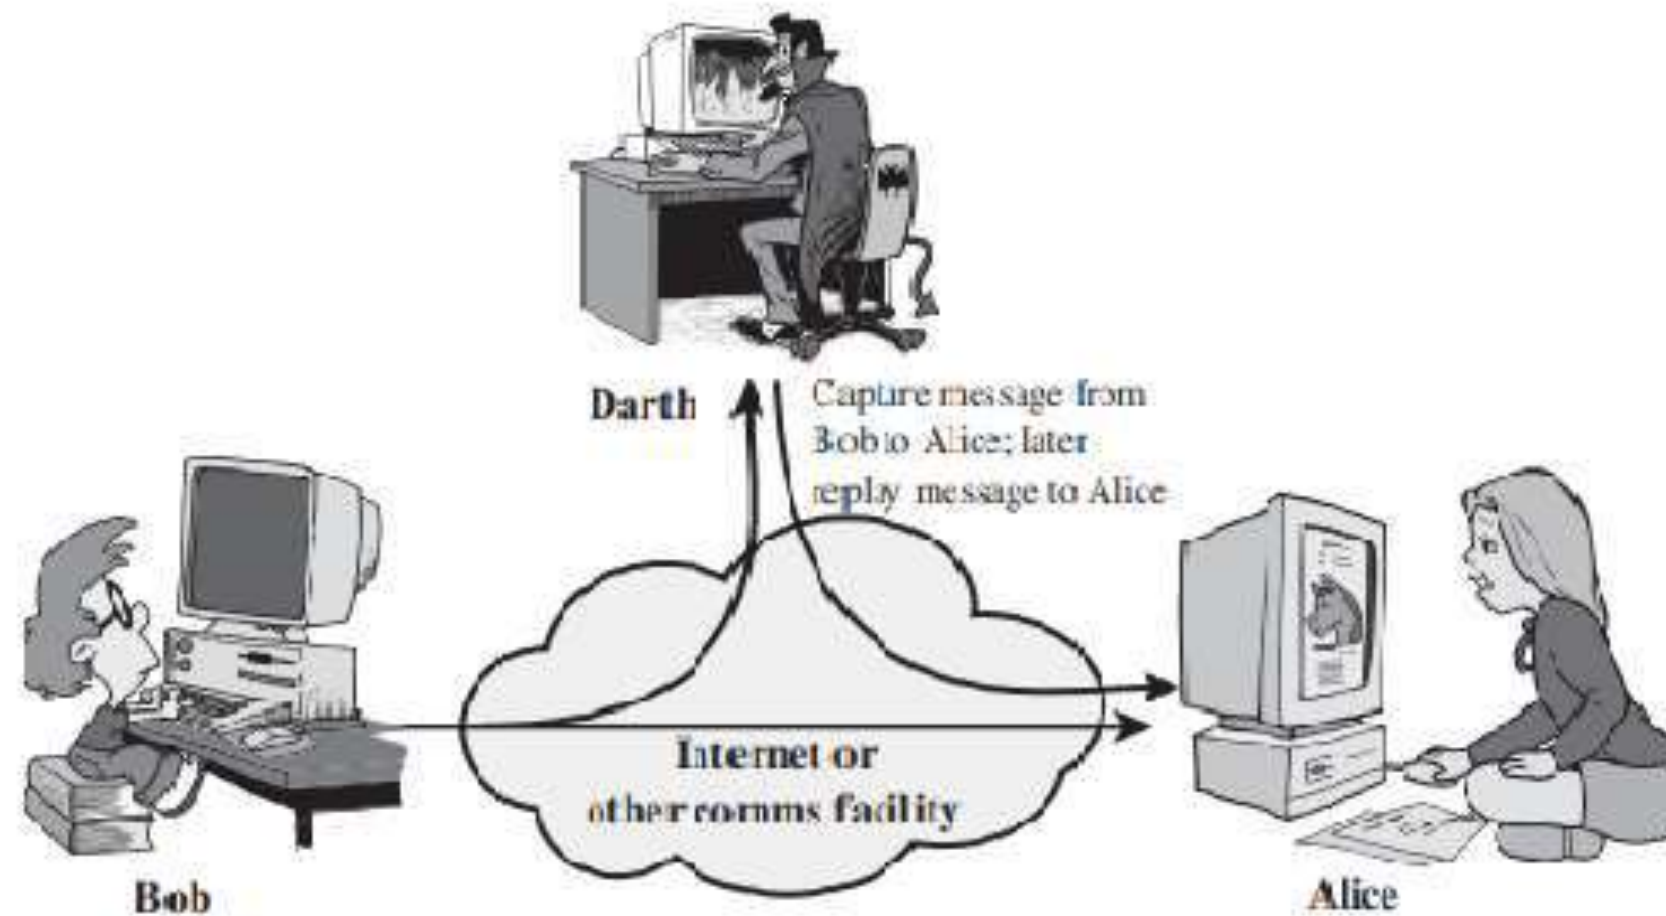 Darth
Capture message from
Bob to Alice; later
replay message to Alice
Internet or
other comms facility
Bob
Alice